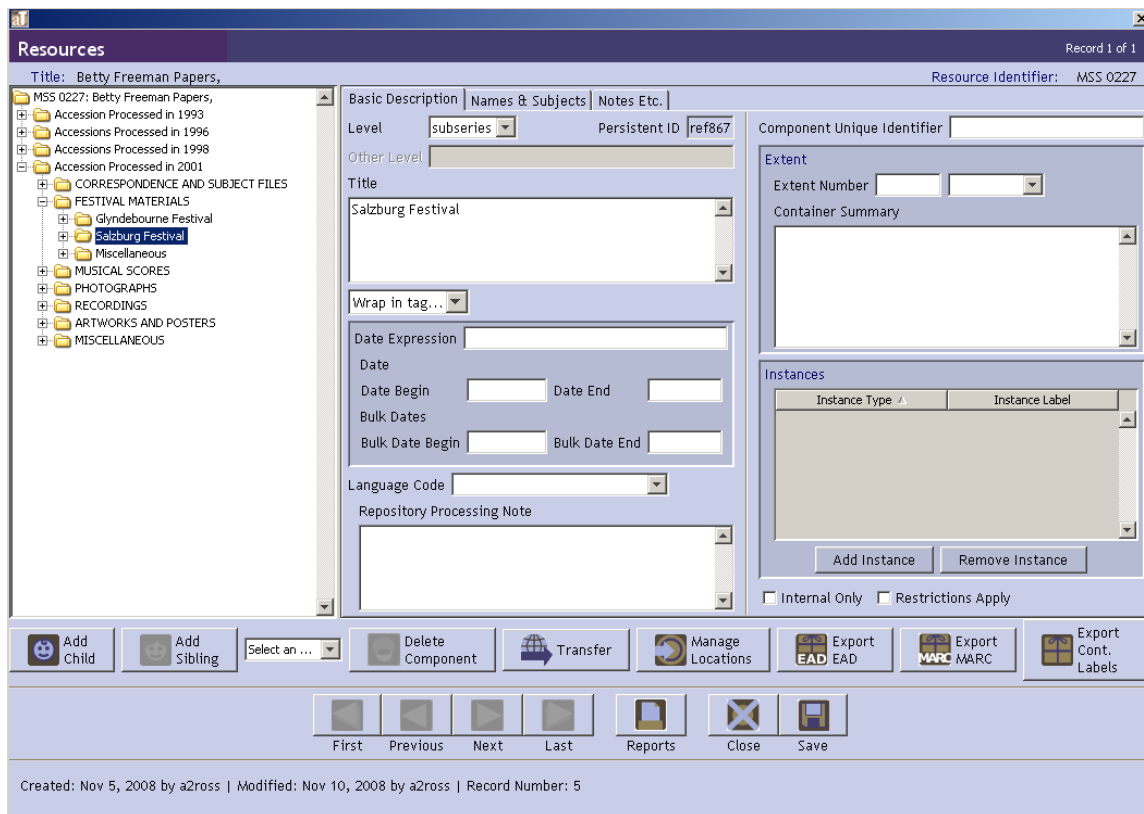 aT
Resources
Record 1 of 1
Title: Betty Freeman Papers,
Resource Identifier: MSS 0227
MSS 0227: Betty Freeman Papers,
Accession Processed in 1993
Accessions Processed in 1996
Accessions Processed in 1998
Accession Processed in 2001
CORRESPONDENCE AND SUBJECT FILES
FESTIVAL MATERIALS
Glyndebourne Festival
Salzburg Festival
Miscellaneous
MUSICAL SCORES
PHOTOGRAPHS
RECORDINGS
ARTWORKS AND POSTERS
MISCELLANEOUS
Basic Description Names & Subjects Notes Etc.
Level subseries Persistent ID ref867
Other Level
Title
Salzburg Festival
Wrap in tag...
Date Expression
Date
Date Begin Date End
Bulk Dates
Bulk Date Begin Bulk Date End
Language Code
Repository Processing Note
Component Unique Identifier
Extent
Extent Number
Container Summary
Instances
Instance Type Instance Label
Add Instance Remove Instance
Internal Only Restrictions Apply
Add Child
Add Sibling
Select an ...
Delete Component
Transfer
Manage Locations
EAD Export EAD
MARC Export MARC
Export Cont. Labels
First Previous Next Last Reports Close Save
Created: Nov 5, 2008 by a2ross | Modified: Nov 10, 2008 by a2ross | Record Number: 5